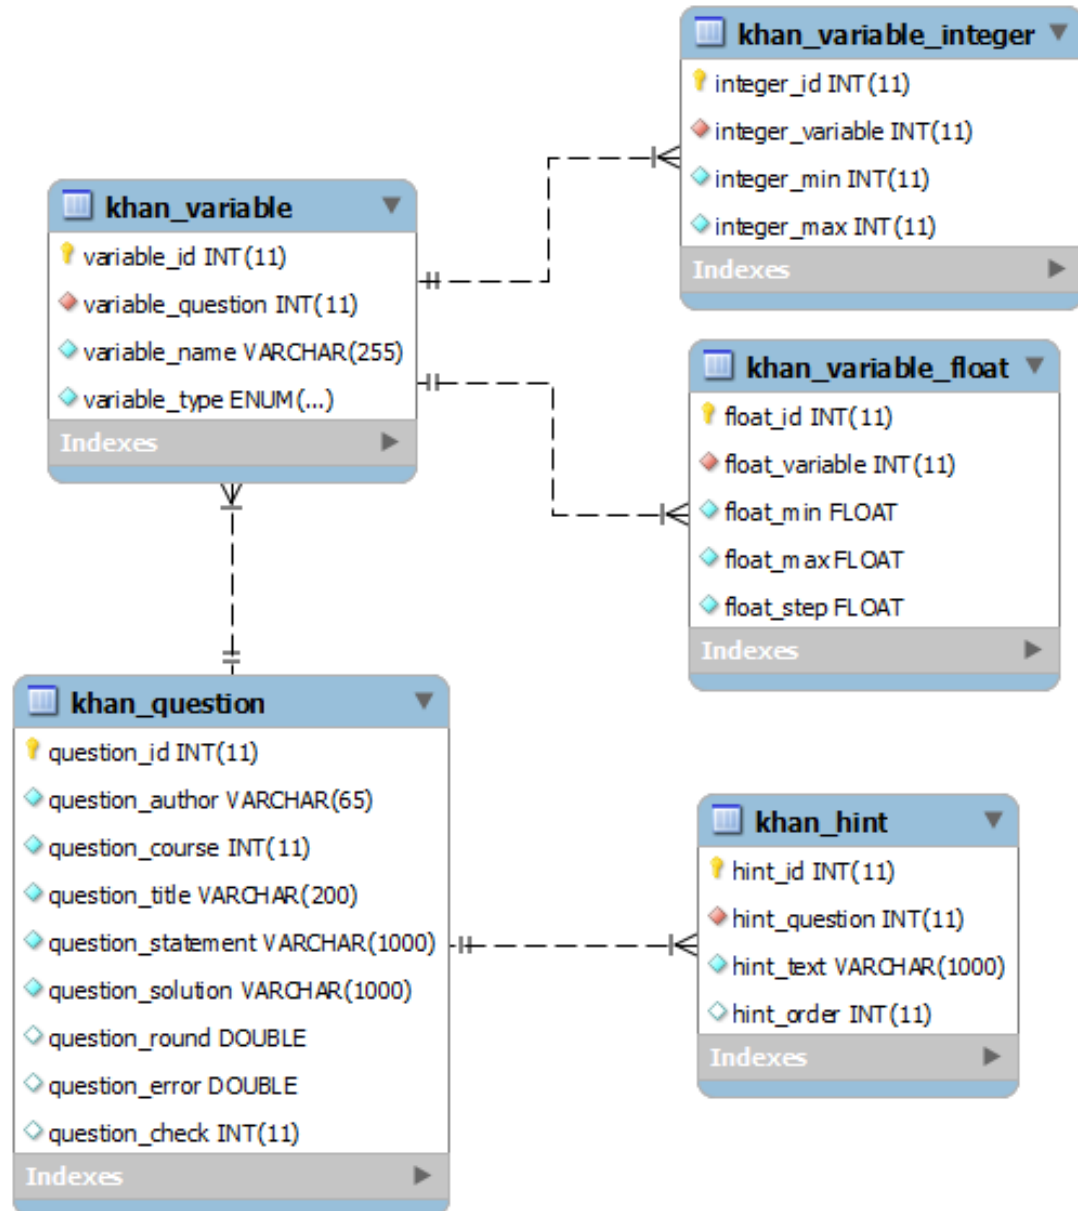 khan_variable_integer
integer_id INT(11)
integer_variable INT(11)
integer_min INT(11)
integer_max INT(11)
Indexes
khan_variable
variable_id INT(11)
variable_question INT(11)
variable_name VARCHAR(255)
variable_type ENUM(...)
Indexes
khan_variable_float
float_id INT(11)
float_variable INT(11)
float_min FLOAT
float_max FLOAT
float_step FLOAT
Indexes
khan_question
question_id INT(11)
question_author VARCHAR(65)
question_course INT(11)
question_title VARCHAR(200)
question_statement VARCHAR(1000)
question_solution VARCHAR(1000)
question_round DOUBLE
question_error DOUBLE
question_check INT(11)
Indexes
khan_hint
hint_id INT(11)
hint_question INT(11)
hint_text VARCHAR(1000)
hint_order INT(11)
Indexes